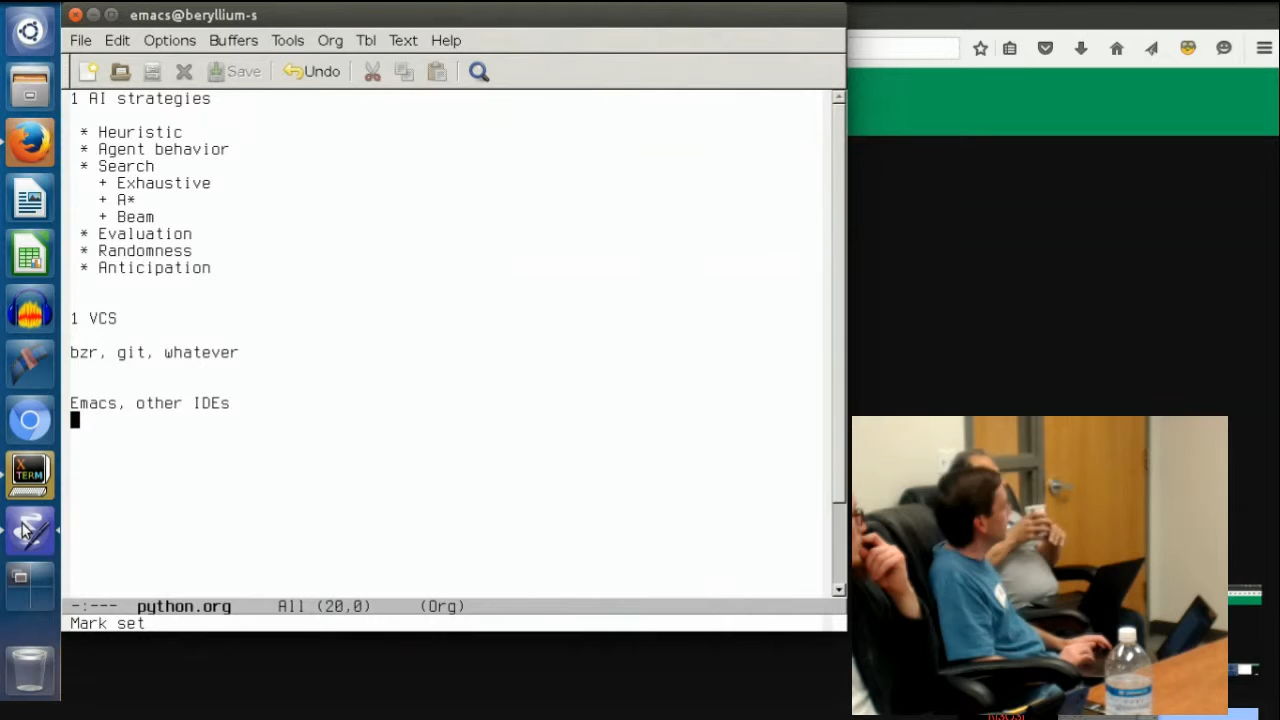 emacs@beryllium-s
File Edit Options Buffers Tools Org Tbl Text Help
Save Undo
1 AI strategies
* Heuristic
* Agent behavior
* Search
+ Exhaustive
+ A*
+ Beam
* Evaluation
* Randomness
* Anticipation
1 VCS
bzr, git, whatever
Emacs, other IDEs
X
TERM
-:--- python.org All (20,0) (Org)
Mark set